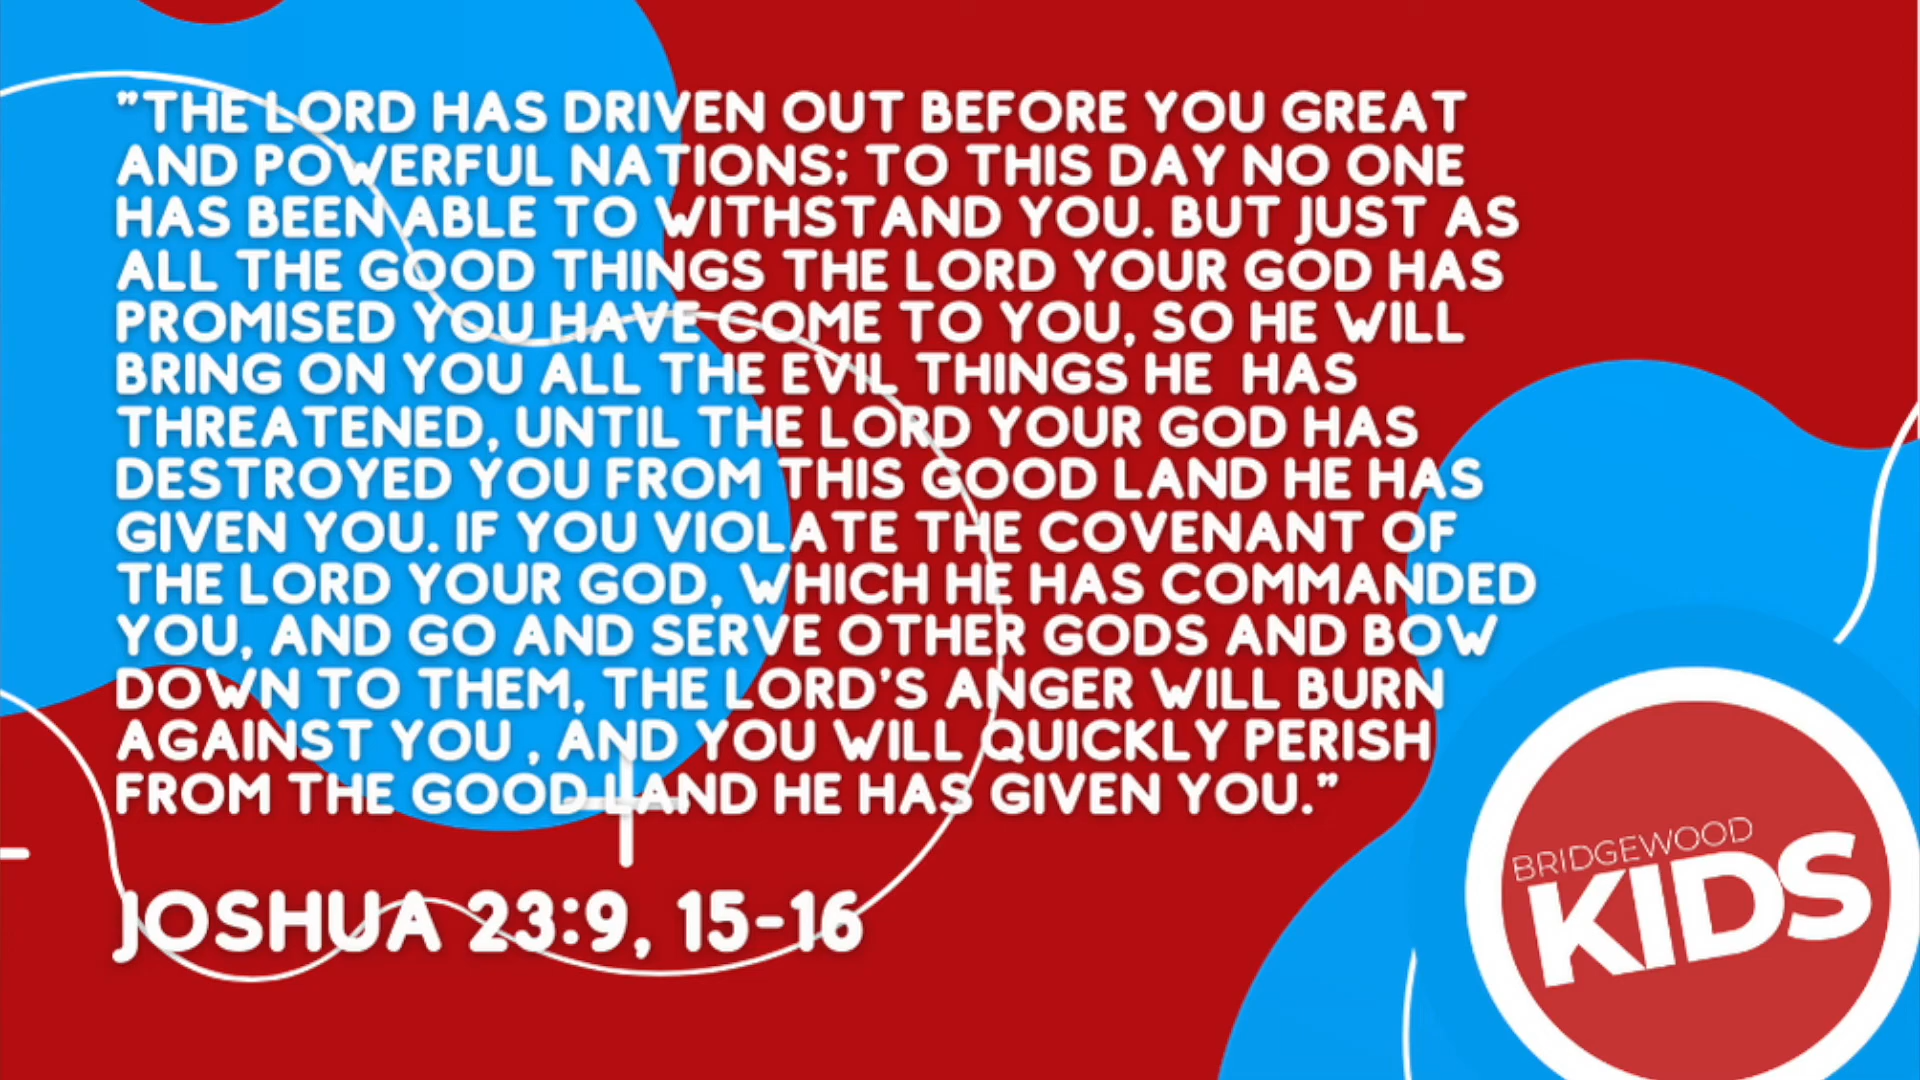 "THE LORD HAS DRIVEN OUT BEFORE YOU GREAT
AND POWERFUL NATIONS; TO THIS DAY NO ONE
HAS BEEN ABLE TO WITHSTAND YOU. BUT JUST AS
ALL THE GOOD THINGS THE LORD YOUR GOD HAS
PROMISED YOU HAVE COME TO YOU, SO HE WILL
BRING ON YOU ALL THE EVIL THINGS HE HAS
THREATENED, UNTIL THE LORD YOUR GOD HAS
DESTROYED YOU FROM THIS GOOD LAND HE HAS
GIVEN YOU. IF YOU VIOLATE THE COVENANT OF
THE LORD YOUR GOD, WHICH HE HAS COMMANDED
YOU, AND GO AND SERVE OTHER GODS AND BOW
DOWN TO THEM, THE LORD'S ANGER WILL BURN
AGAINST YOU , AND YOU WILL QUICKLY PERISH
FROM THE GOOD LAND HE HAS GIVEN YOU."
JOSHUA 23:9, 15-16
BRIDGEWOOD
KIDS